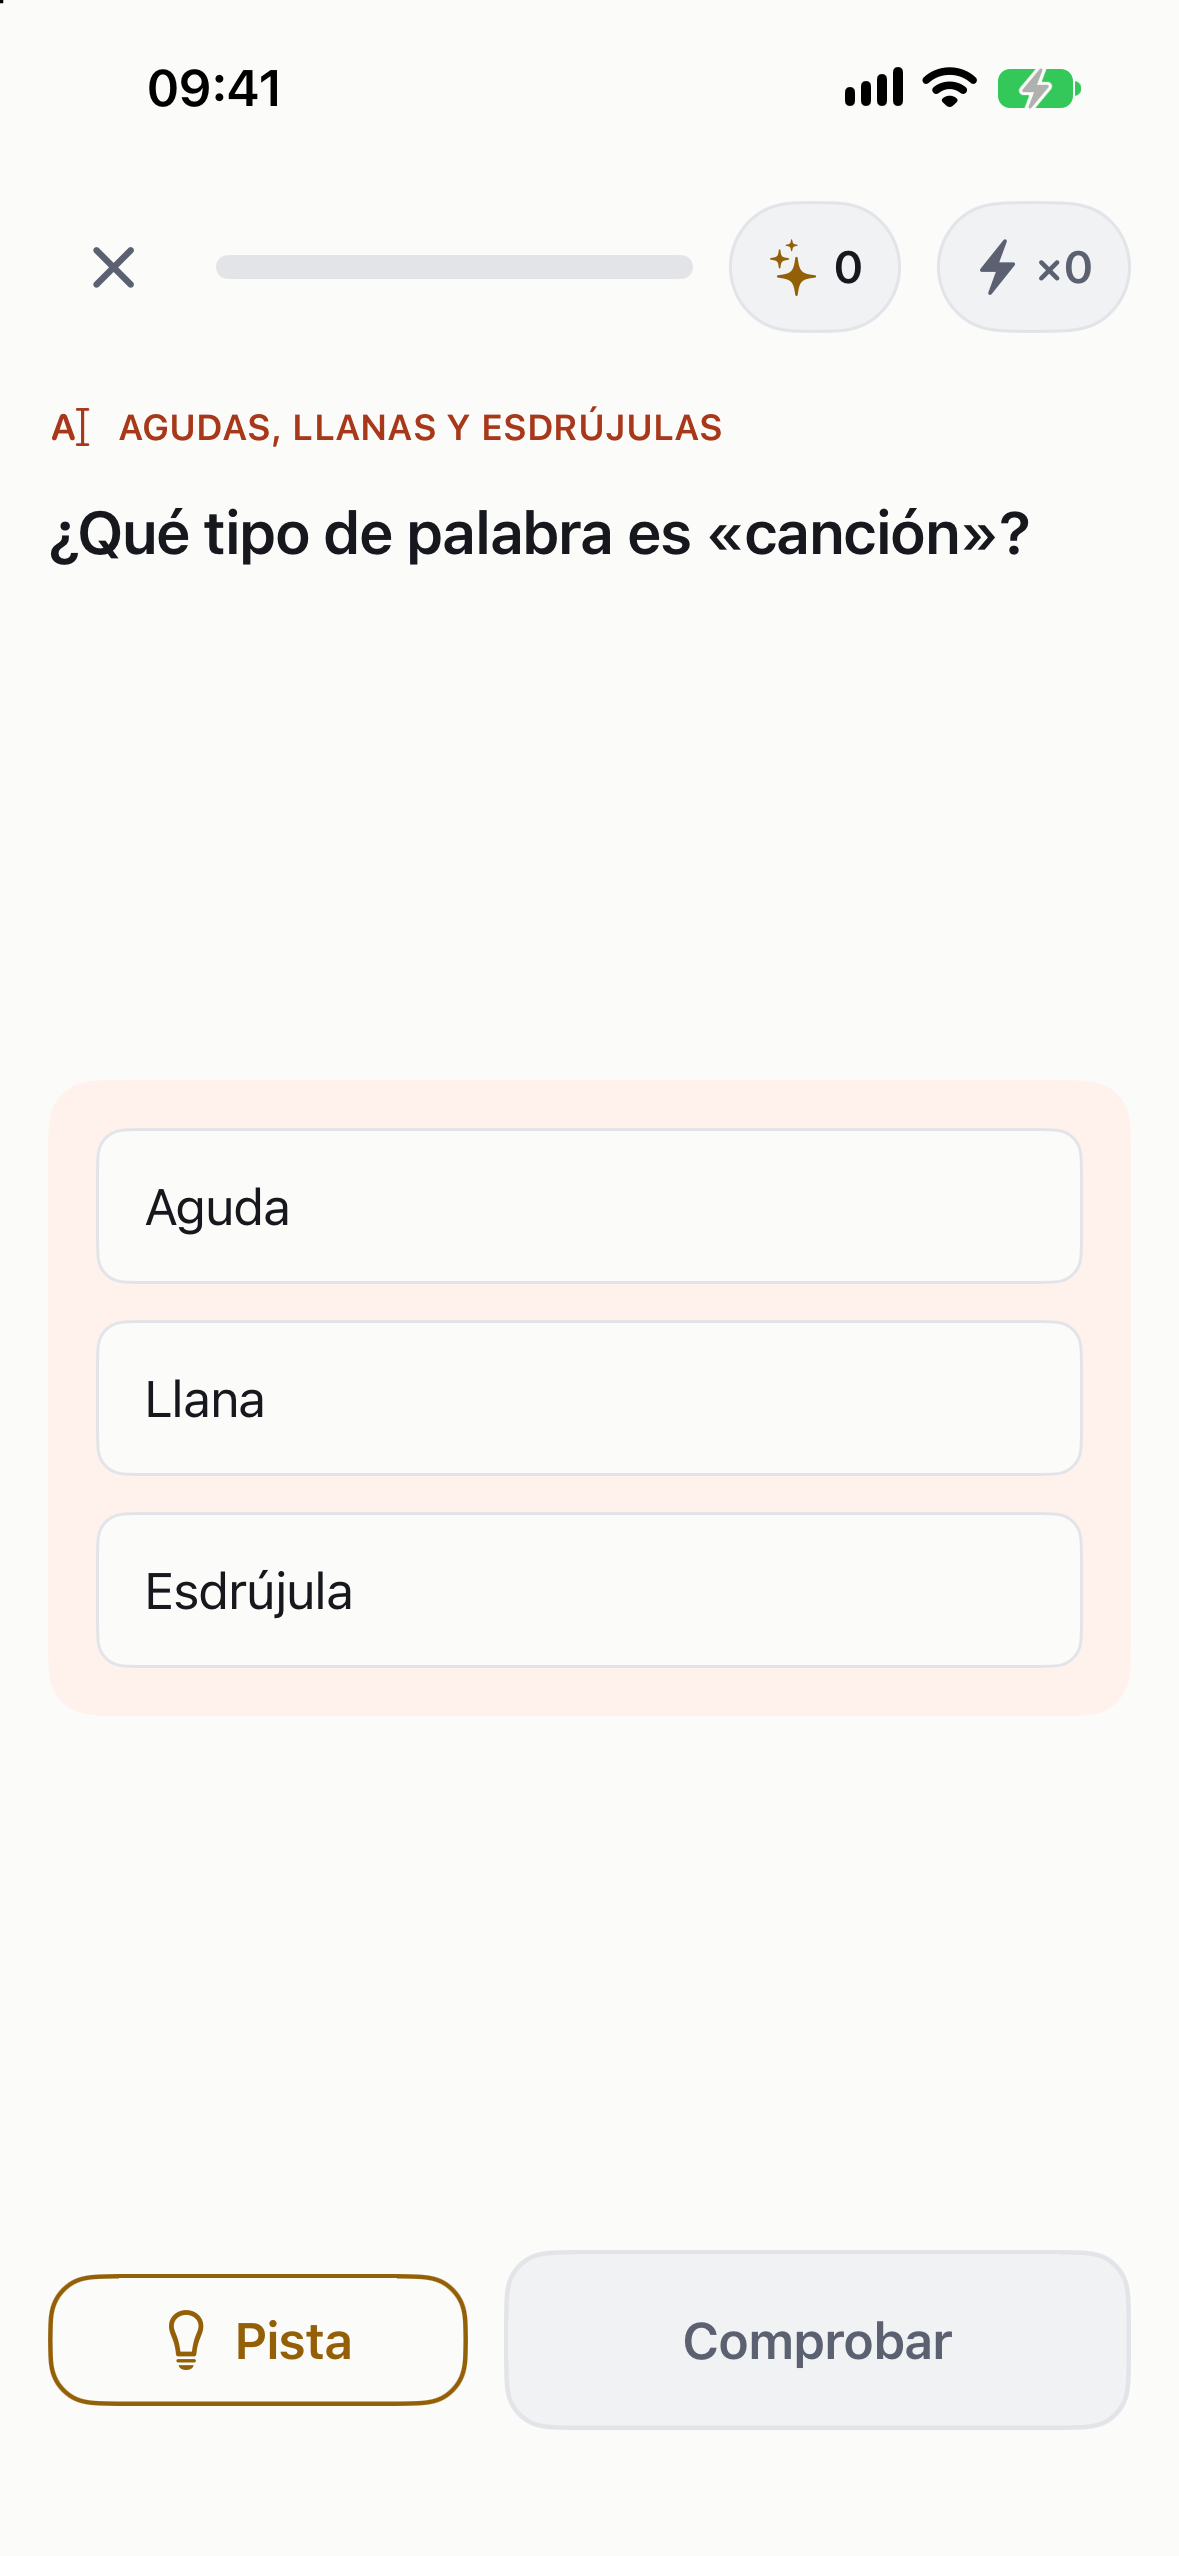 09:41
0
×0
AGUDAS, LLANAS Y ESDRÚJULAS
¿Qué tipo de palabra es «canción»?
Aguda
Llana
Esdrújula
Pista
Comprobar